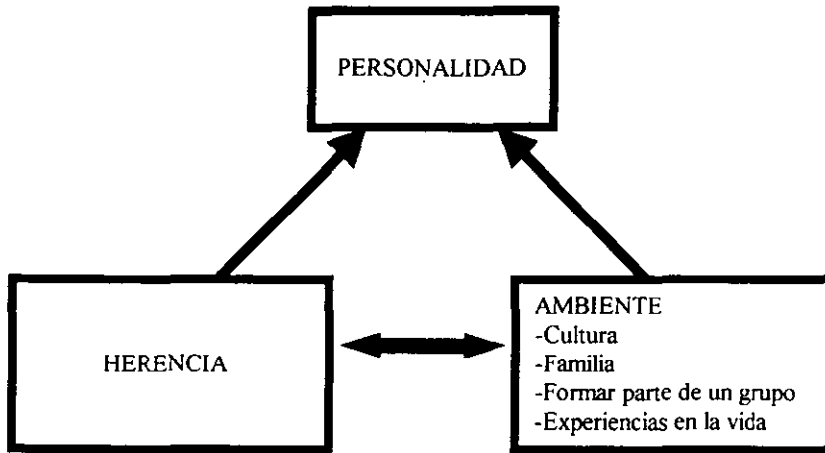 PERSONALIDAD
HERENCIA
AMBIENTE
-Cultura
-Familia
-Formar parte de un grupo
-Experiencias en la vida